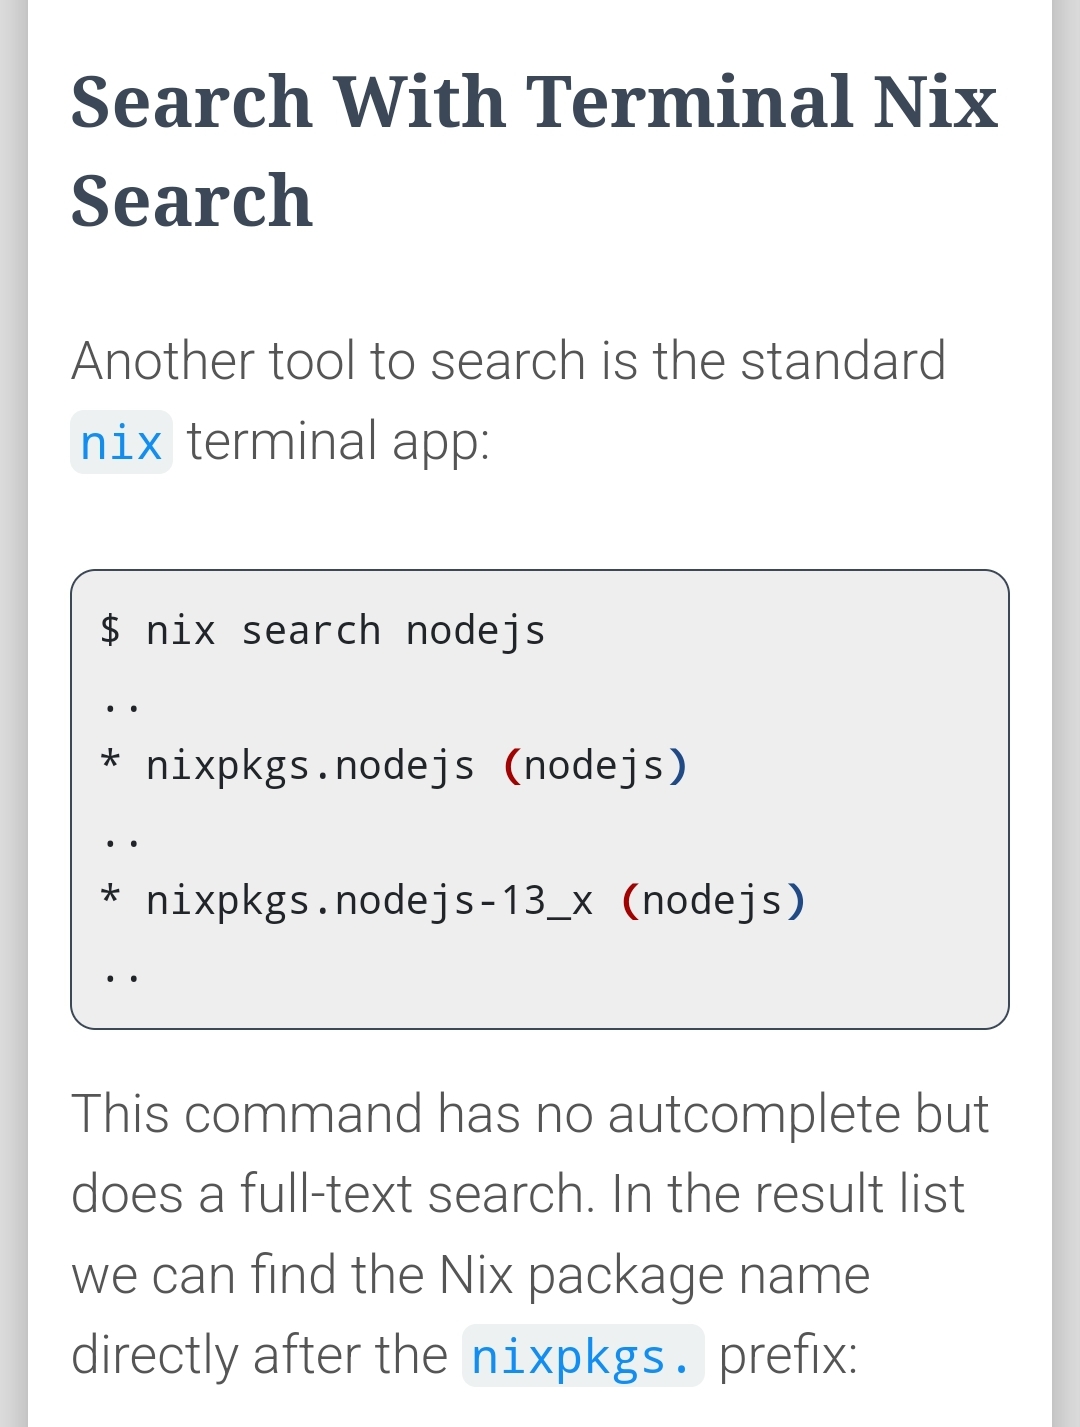 Search With Terminal Nix
Search
Another tool to search is the standard
nix terminal app:
$ nix search nodejs
..
* nixpkgs.nodejs (nodejs)
..
* nixpkgs.nodejs-13_x (nodejs)
..
This command has no autcomplete but
does a full-text search. In the result list
we can find the Nix package name
directly after the nixpkgs. prefix: